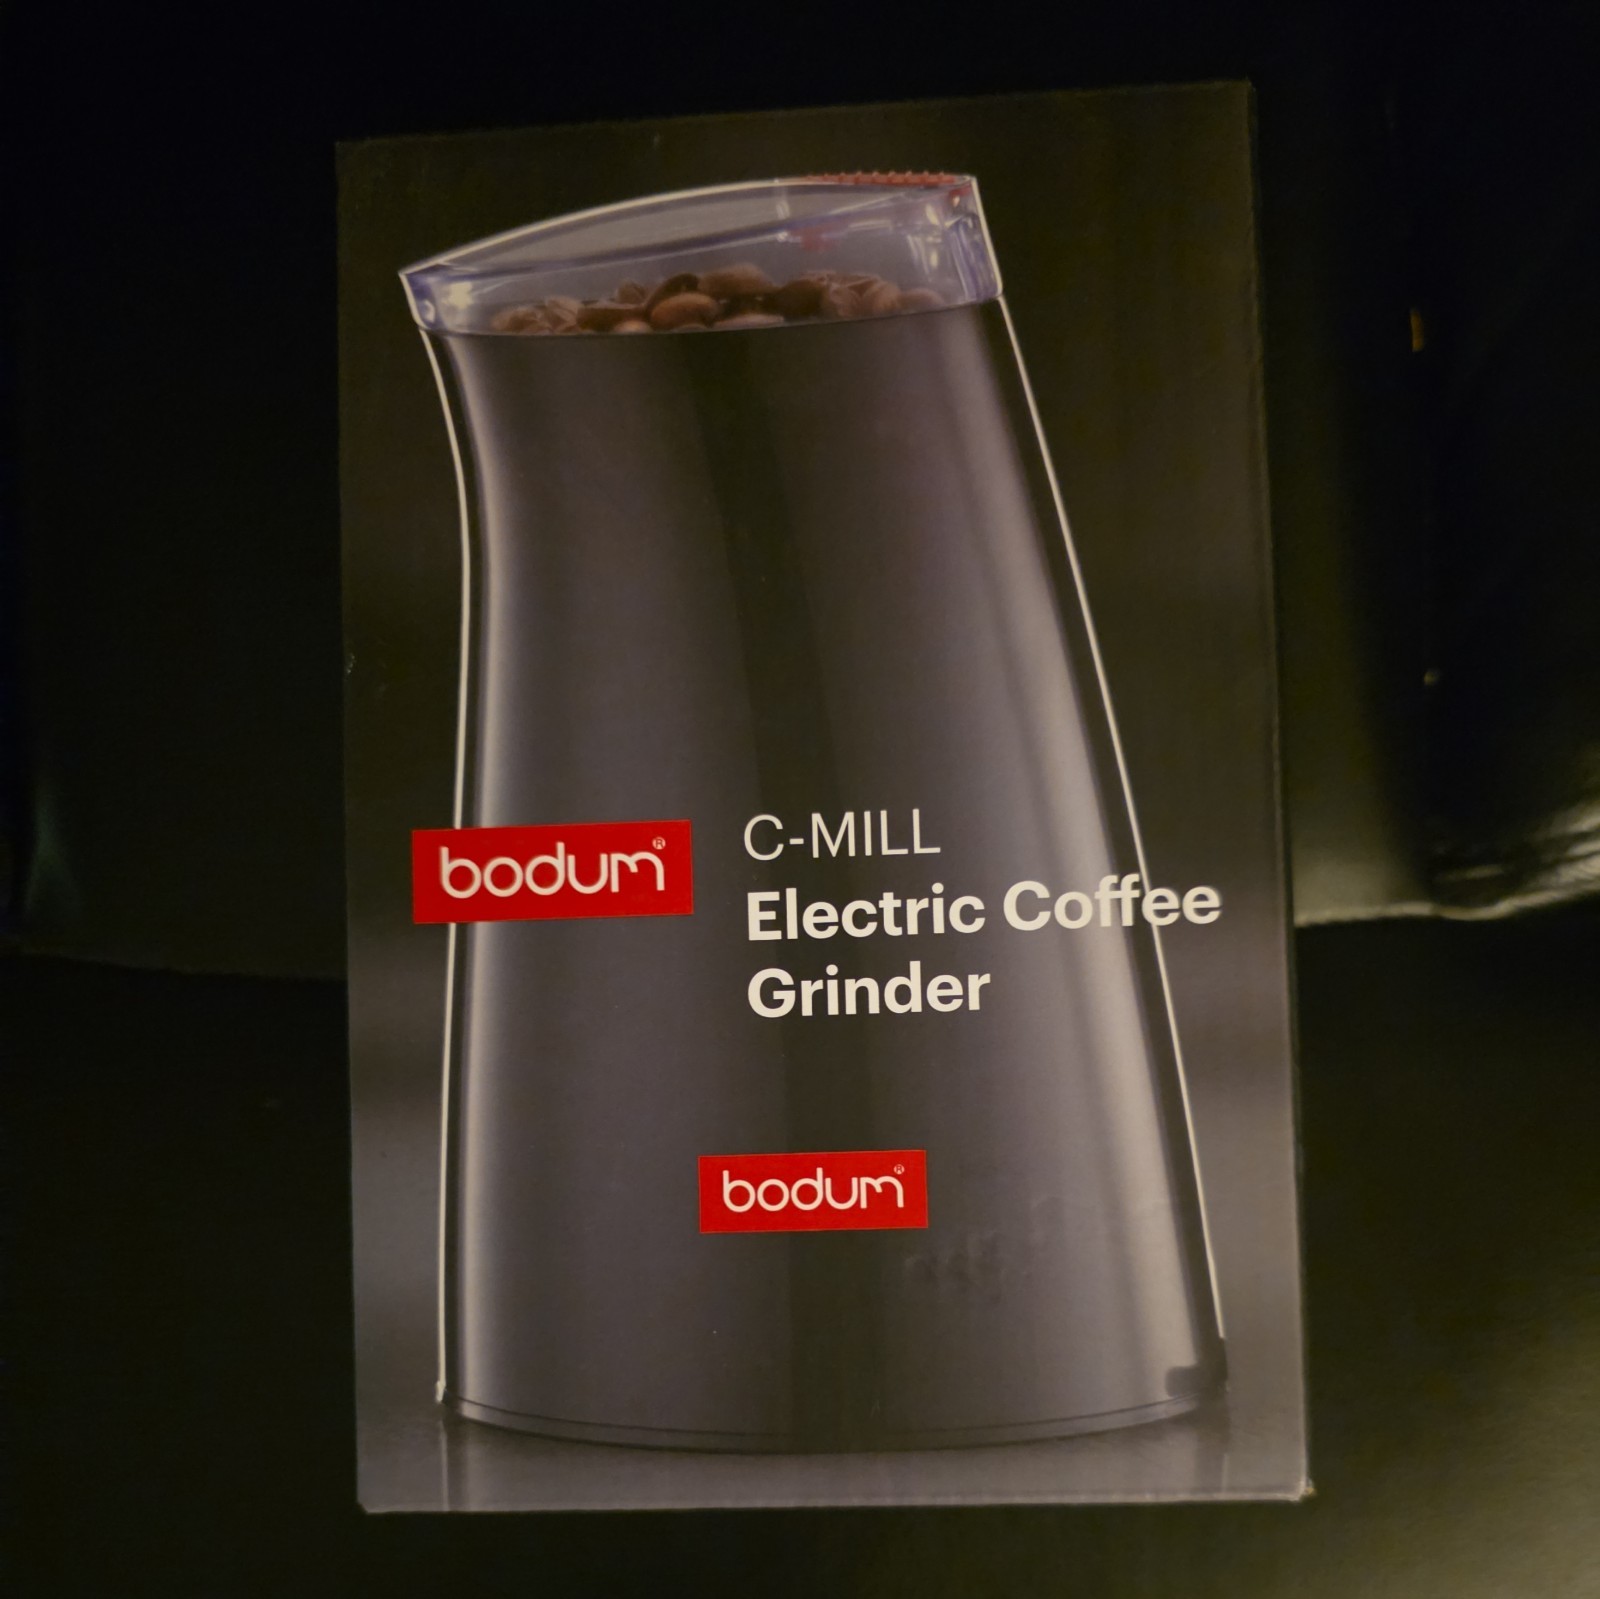 C-MILL
bodum®
Electric Coffee
Grinder
bodum®